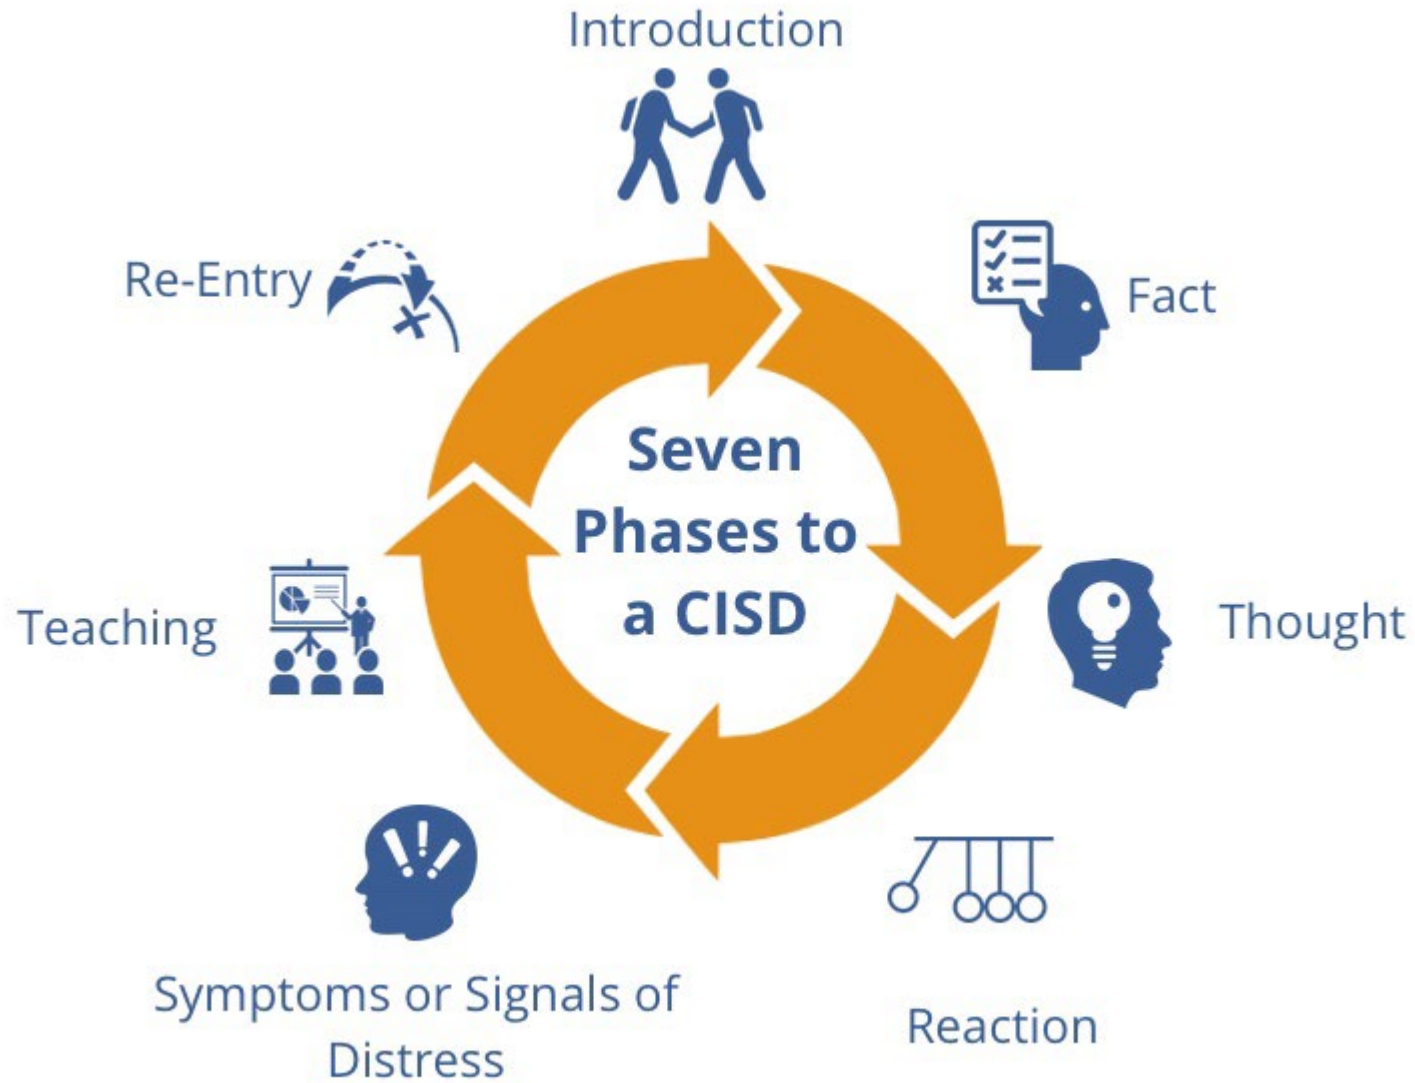 Introduction
Fact
Thought
Reaction
Symptoms or Signals of
Distress
Teaching
Re-Entry
Seven
Phases to
a CISD